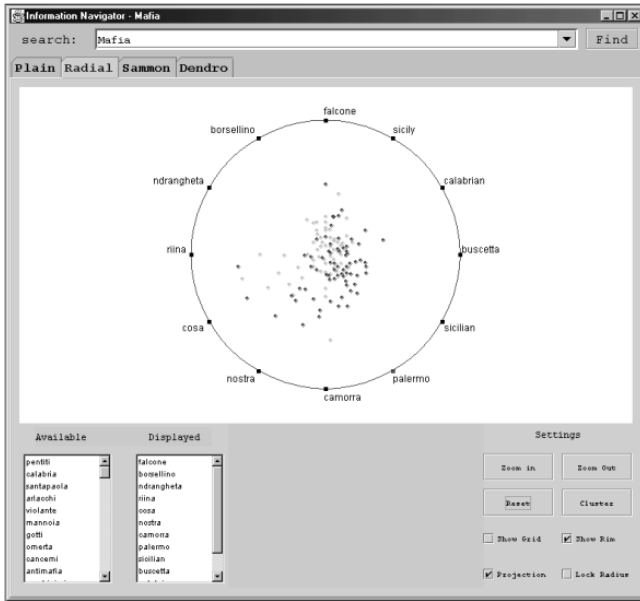 Information Navigator - Mafia
search: Mafia Find
Plain Radial Sammon Dendro
falcone
borsellino sicily
ndrangheta calabrian
riina buscetta
cosa sicilian
nostra palermo
camorra
Available Displayed Settings
pentiti falcone
calabria borsellino
santapaola ndrangheta
arlacchi riina
violante cosa
mannoia nostra
gotti camorra
omerta palermo
cancemi sicilian
antimafia buscetta
Zoom in Zoom Out
Reset Cluster
Show Grid Show Rim
Projection Lock Radius